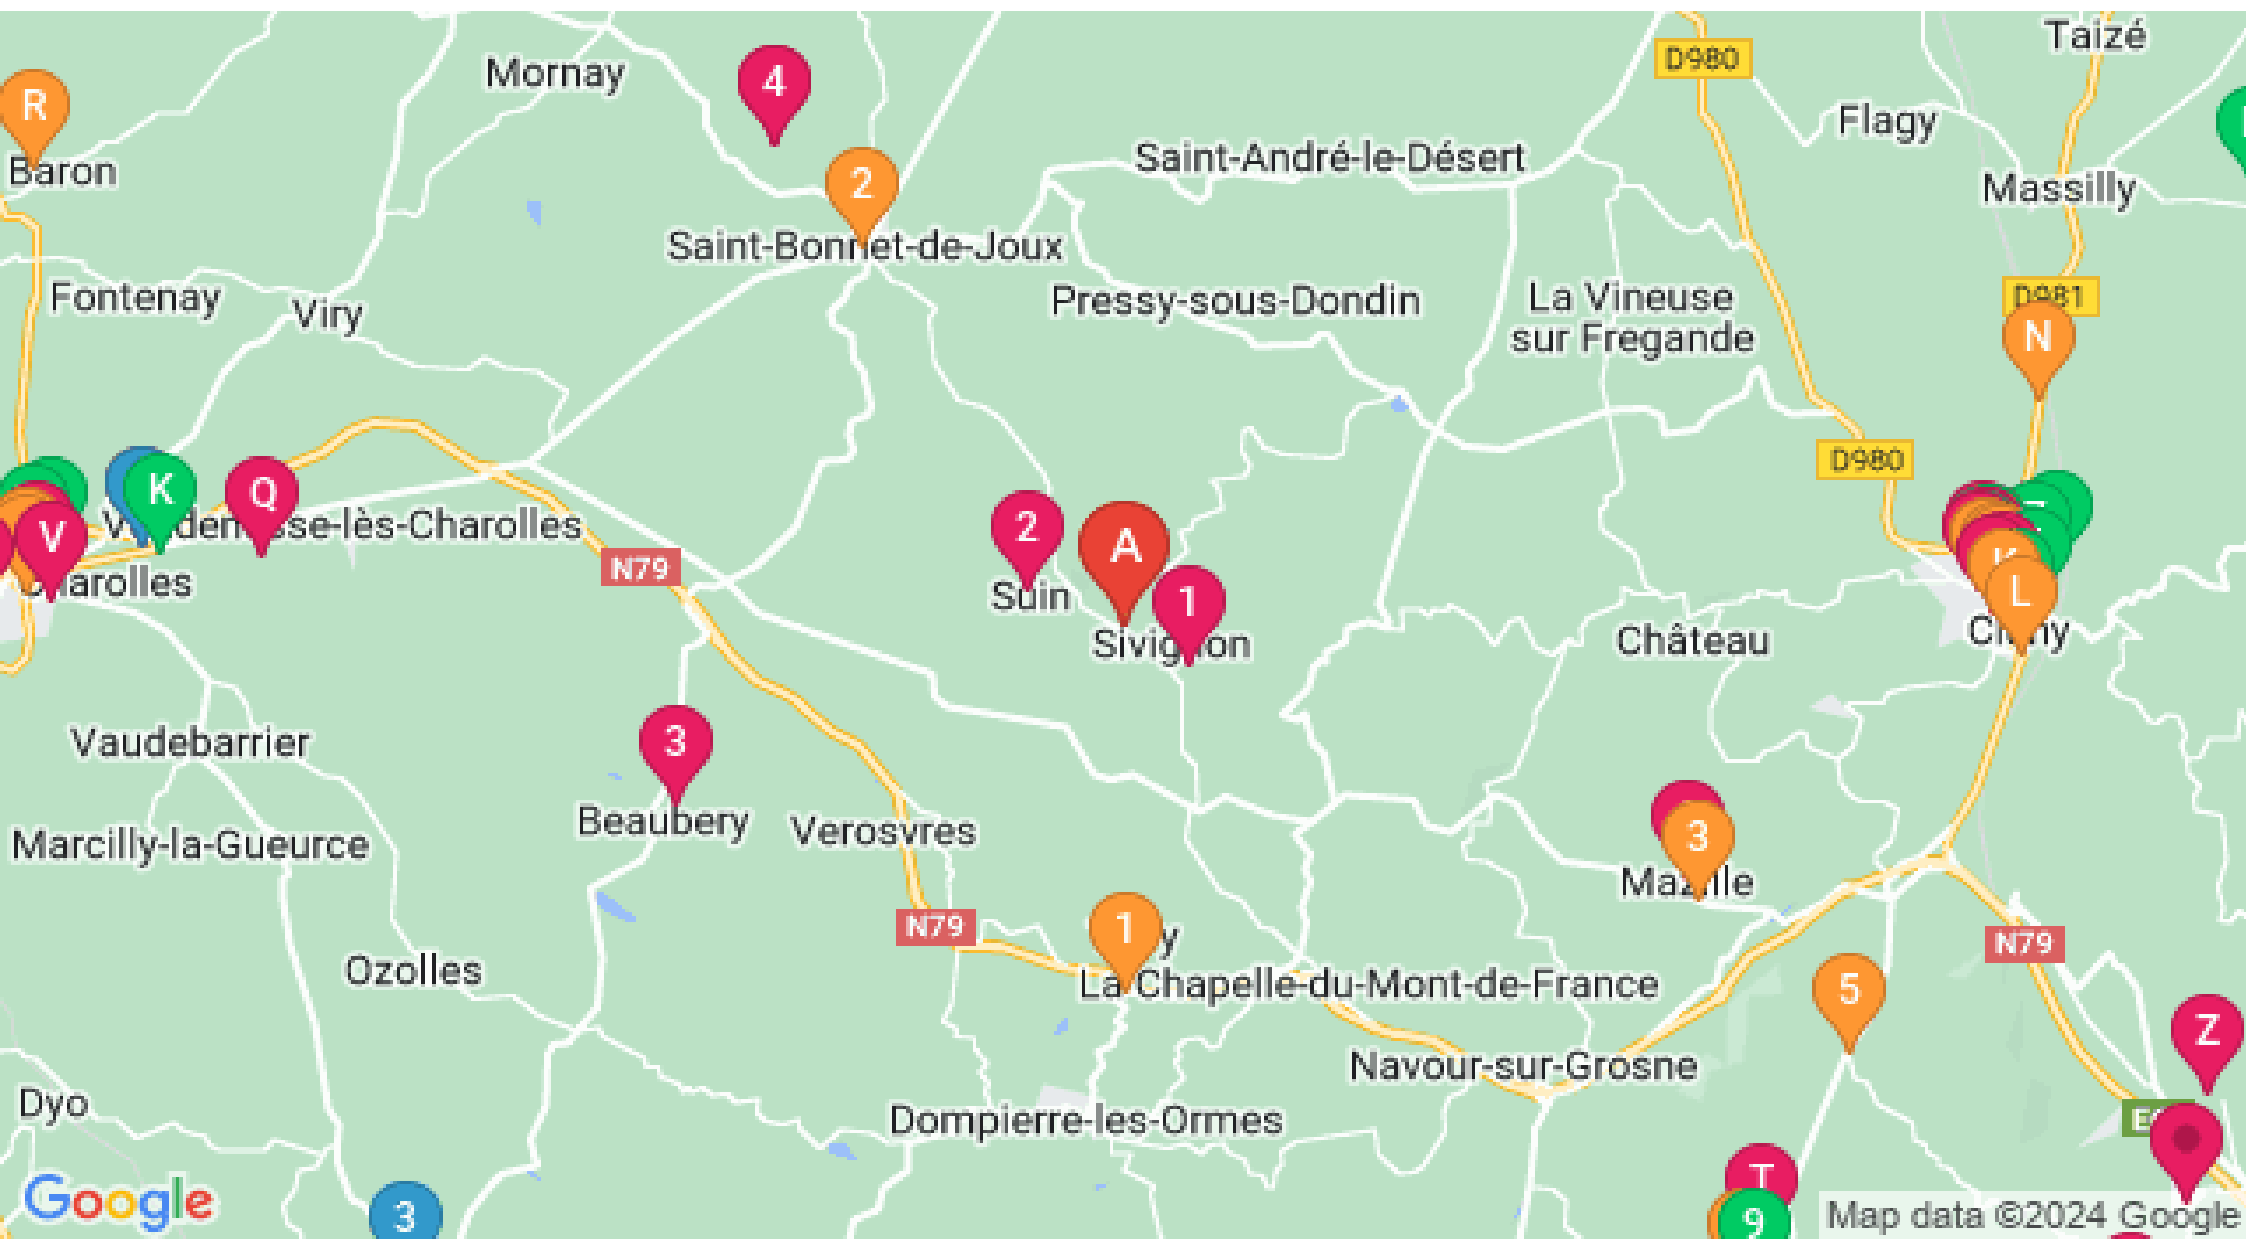 Taizé
D980
Mornay
4
R
Flagy
Baron
Saint-André-le-Désert
2
Massilly
Saint-Bonnet-de-Joux
Fontenay
Viry
Pressy-sous-Dondin
La Vineuse
sur Fregande
D981
N
D980
K
Q
2
A
V
N79
1
L
Suin
Sivignon
Château
Vaudebarrier
3
Marcilly-la-Gueurce
Beaubery
Verosvres
3
N79
1
N79
Ozolles
La Chapelle-du-Mont-de-France
5
Z
Navour-sur-Grosne
Dyo
Dompierre-les-Ormes
T
Google
3
9
Map data ©2024 Google